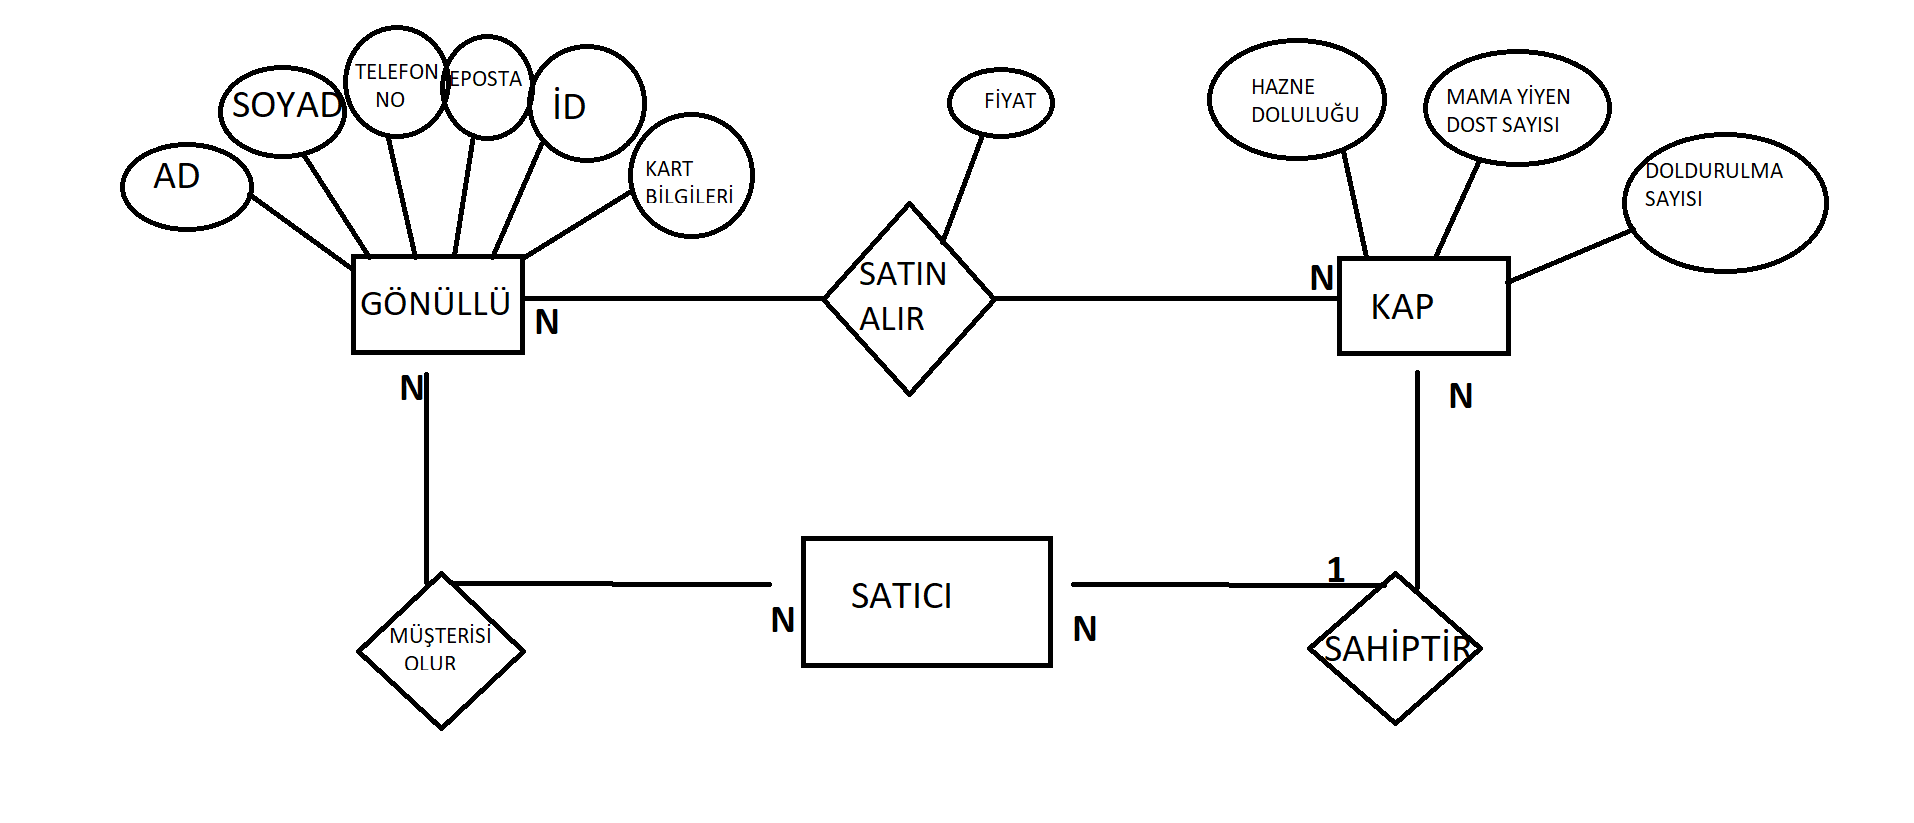 AD
SOYAD
TELEFON
NO
EPOSTA
İD
KART
BİLGİLERİ
FİYAT
HAZNE
DOLULUĞU
MAMA YİYEN
DOST SAYISI
DOLDURULMA
SAYISI
GÖNÜLLÜ
N
SATIN
ALIR
N
KAP
N
N
MÜŞTERİSİ
OLUR
N
SATICI
N
1
SAHİPTİR